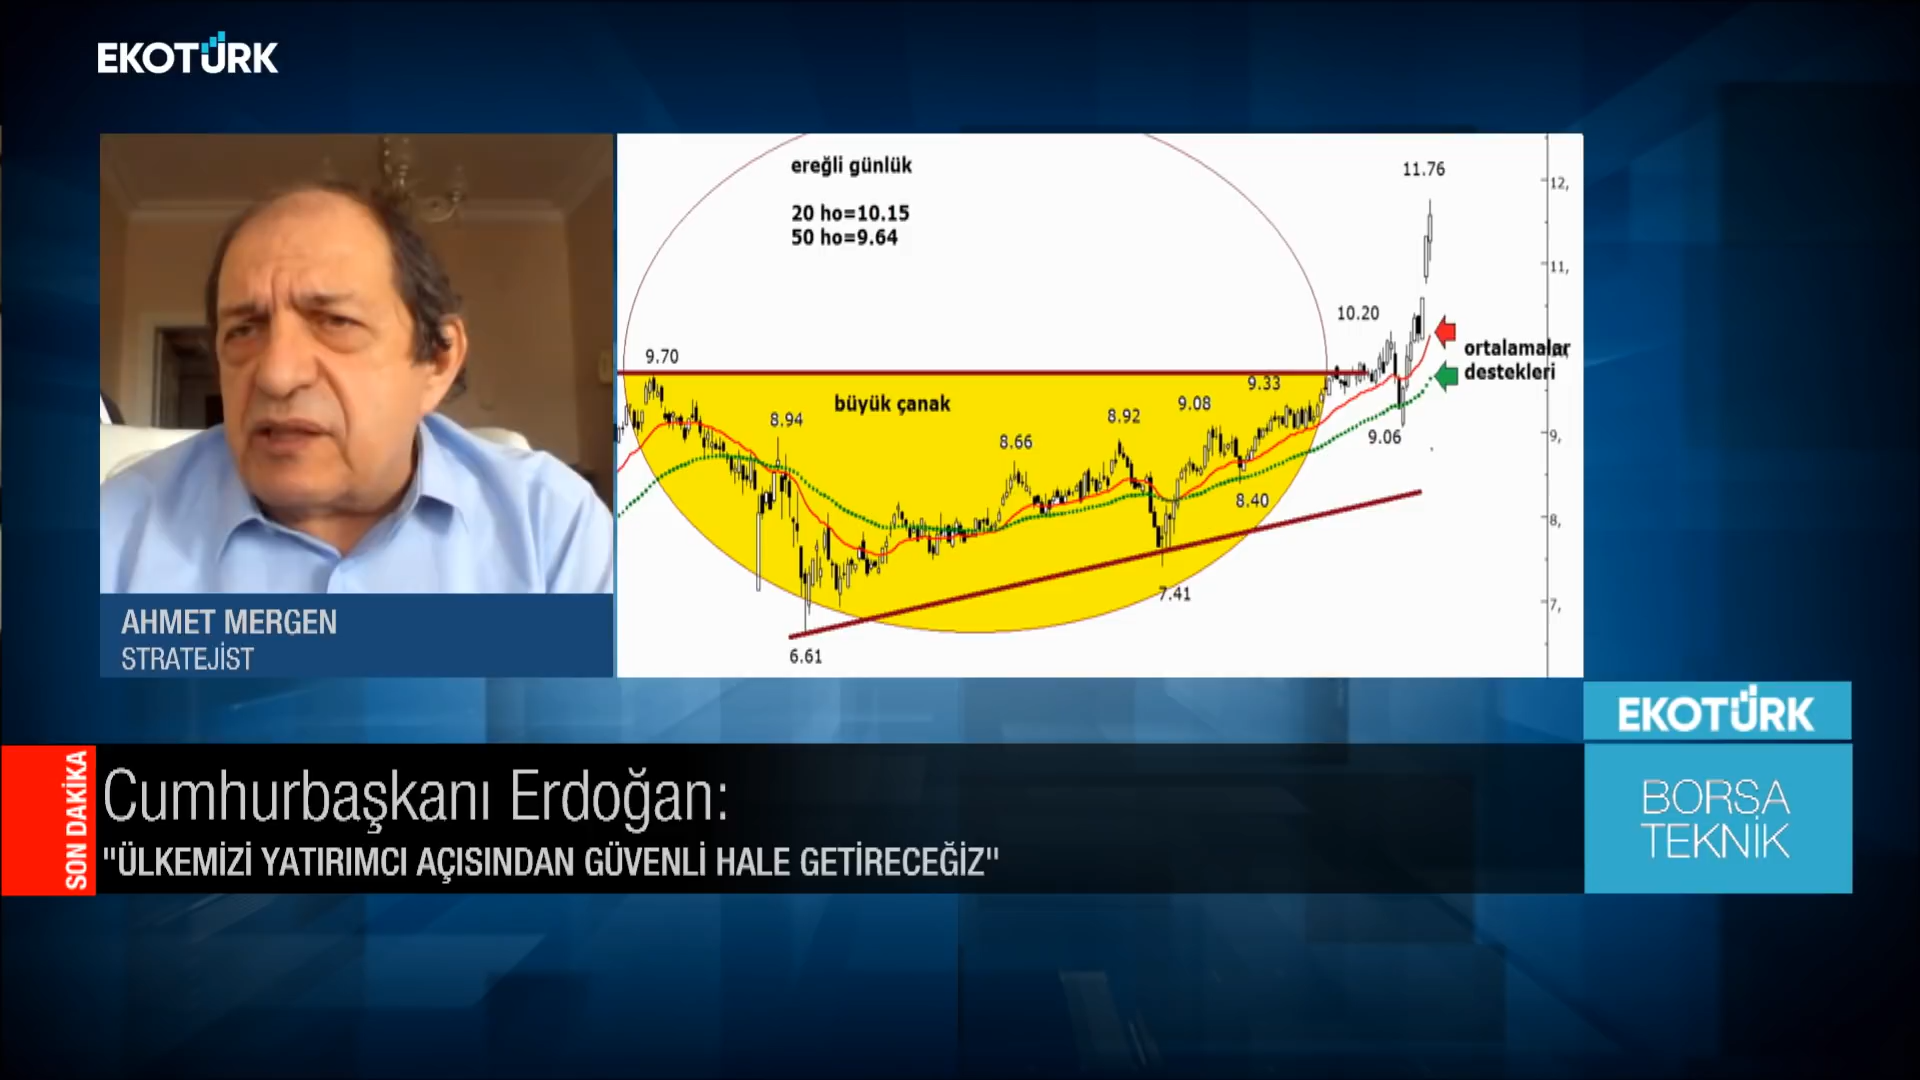 EKOTÜRK
ereğli günlük
20 ho=10.15
50 ho=9.64
11.76
12,
11,
10.20
9.70
ortalamalar
destekleri
9.33
büyük çanak
9.08
8.94
8.92
8.66
9.06
9,
8.40
8,
7.41
7,
6.61
AHMET MERGEN
STRATEJİST
EKOTÜRK
SON DAKİKA
Cumhurbaşkanı Erdoğan:
"ÜLKEMİZİ YATIRIMCI AÇISINDAN GÜVENLİ HALE GETİRECEĞİZ"
BORSA
TEKNİK